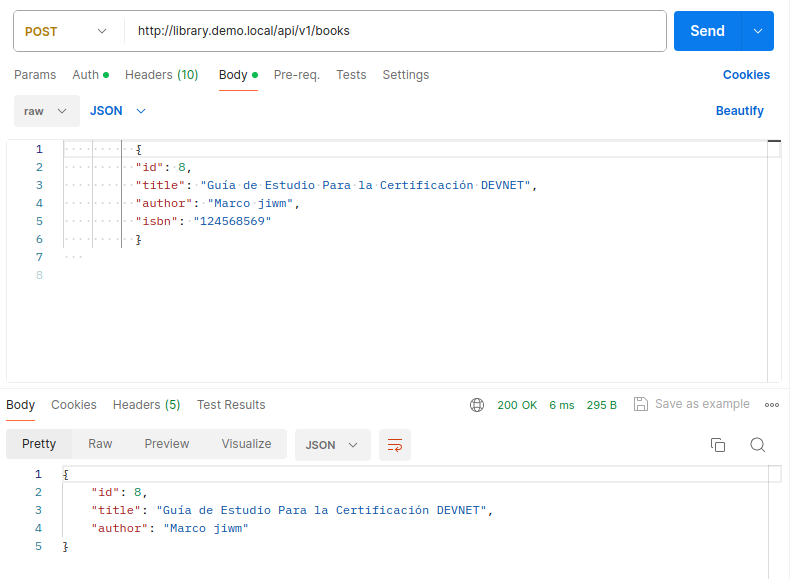 POST http://library.demo.local/api/v1/books Send
Params Auth Headers (10) Body Pre-req. Tests Settings Cookies
raw JSON Beautify
1 {
2 "id": 8,
3 "title": "Guía de Estudio Para la Certificación DEVNET",
4 "author": "Marco jiwm",
5 "isbn": "124568569"
6 }
7
8
Body Cookies Headers (5) Test Results 200 OK 6 ms 295 B Save as example
Pretty Raw Preview Visualize JSON
1 {
2 "id": 8,
3 "title": "Guía de Estudio Para la Certificación DEVNET",
4 "author": "Marco jiwm"
5 }